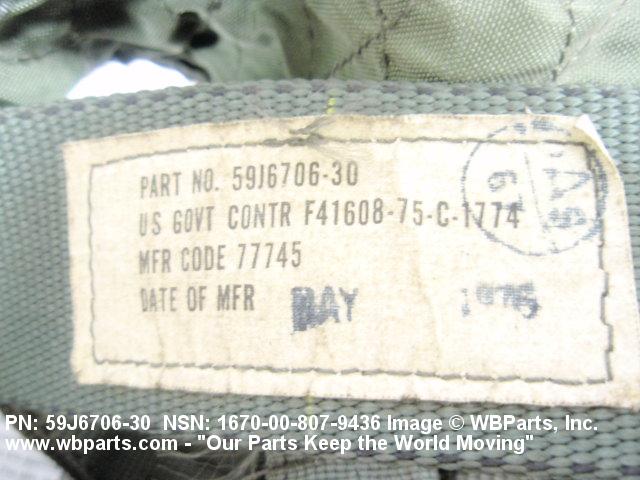 PART NO. 59J6706-30
US GOVT CONTR F41608-75-C-1774
MFR CODE 77745
DATE OF MFR MAY
PN: 59J6706-30 NSN: 1670-00-807-9436 Image © WBParts, Inc.
www.wbparts.com - "Our Parts Keep the World Moving"